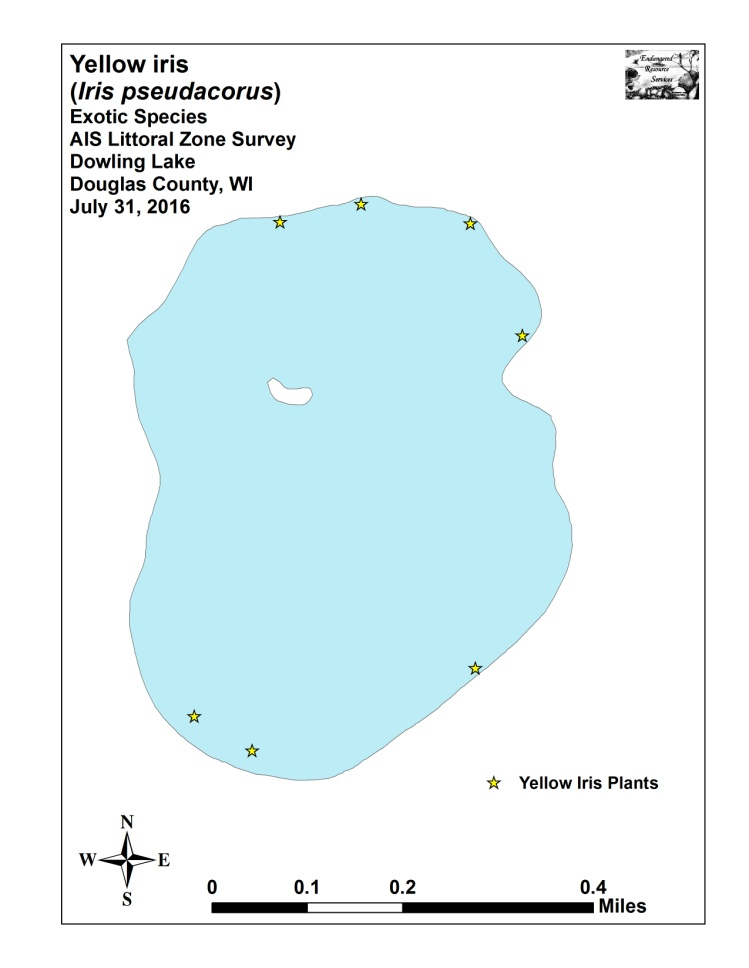 Yellow iris
(Iris pseudacorus)
Exotic Species
AIS Littoral Zone Survey
Dowling Lake
Douglas County, WI
July 31, 2016
Endangered
Resource
Services
Yellow Iris Plants
N
W E
S
0 0.1 0.2 0.4
Miles